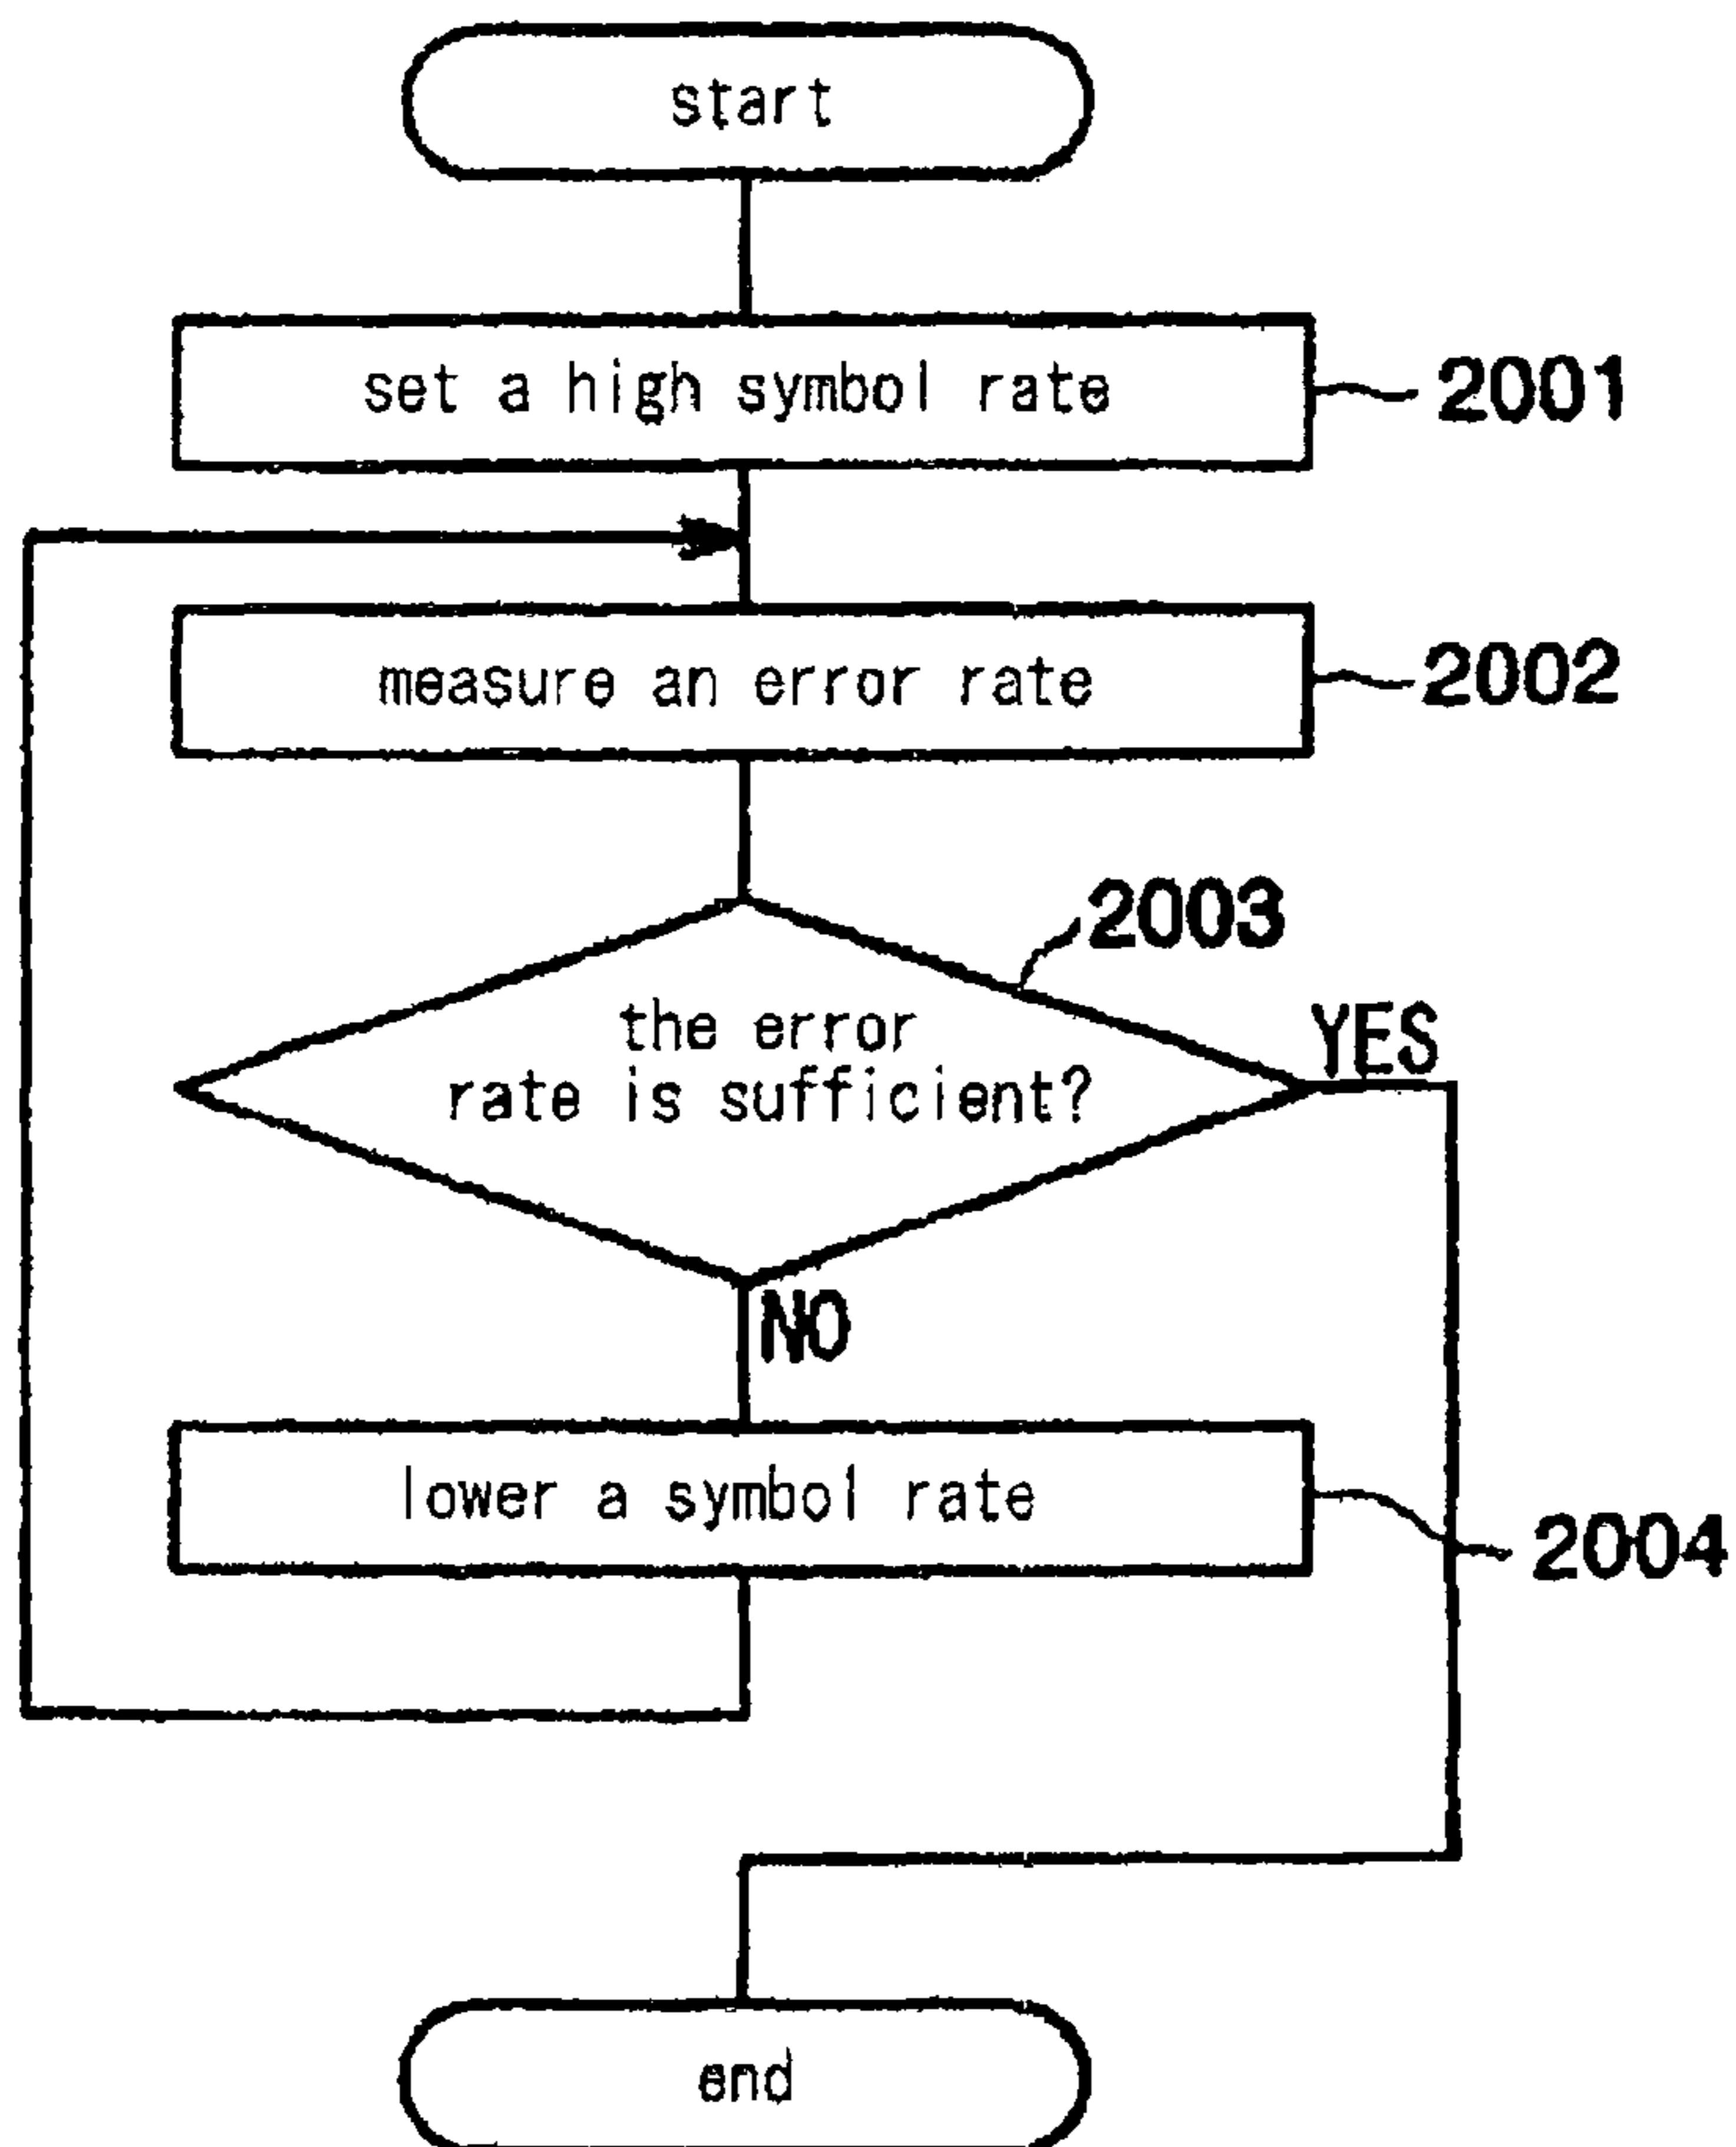 start
set a high symbol rate
2001
measure an error rate
2002
2003
the error
rate is sufficient?
YES
NO
lower a symbol rate
2004
end